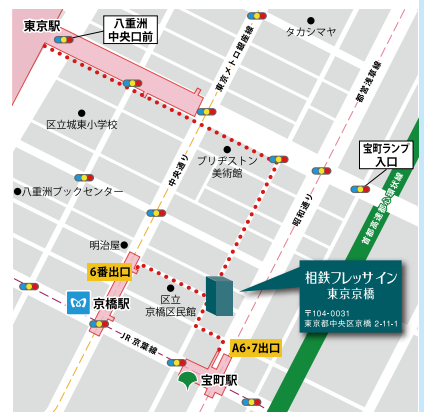 東京駅
八重洲
中央口前
東京メトロ銀座線
タカシマヤ
都営浅草線
区立城東小学校
中央通り
ブリヂストン
美術館
宝町ランプ
入口
八重洲ブックセンター
昭和通り
首都高速都心環状線
明治屋
6番出口
相鉄フレッサイン
東京京橋
〒104-0031
東京都中央区京橋 2-11-1
京橋駅
区立
京橋区民館
JR京葉線
A6・7出口
宝町駅